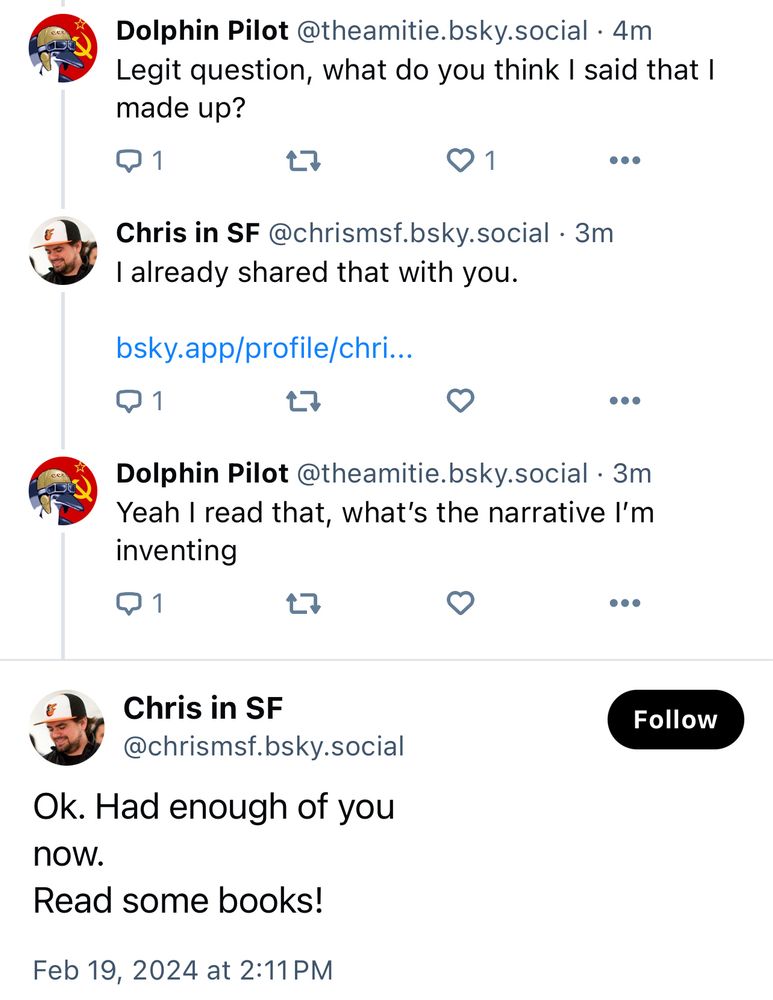 Dolphin Pilot @theamitie.bsky.social · 4m
Legit question, what do you think I said that I
made up?
1
1
Chris in SF @chrismsf.bsky.social · 3m
I already shared that with you.
bsky.app/profile/chri...
1
Dolphin Pilot @theamitie.bsky.social · 3m
Yeah I read that, what’s the narrative I’m
inventing
1
Chris in SF
Follow
@chrismsf.bsky.social
Ok. Had enough of you
now.
Read some books!
Feb 19, 2024 at 2:11 PM